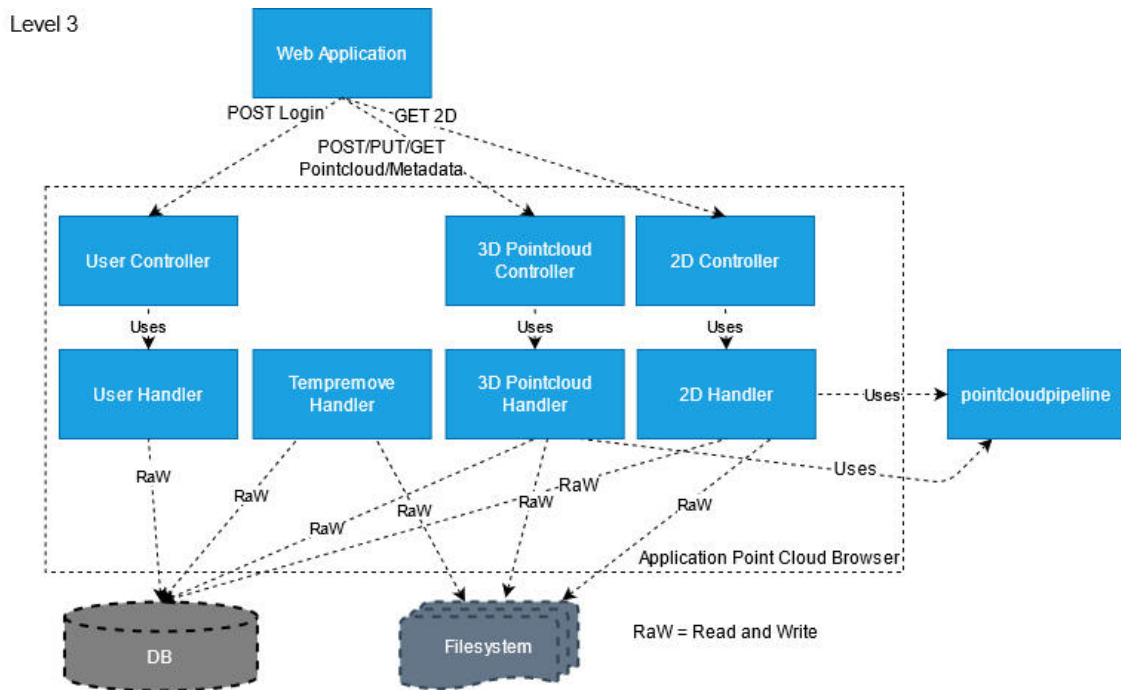 Level 3
Web Application
POST Login
GET 2D
POST/PUT/GET
Pointcloud/Metadata
User Controller
3D Pointcloud
Controller
2D Controller
Uses
Uses
Uses
User Handler
Tempremove
Handler
3D Pointcloud
Handler
2D Handler
Uses
pointcloudpipeline
Uses
RaW
RaW
RaW
RaW
RaW
RaW
RaW
Application Point Cloud Browser
DB
Filesystem
RaW = Read and Write